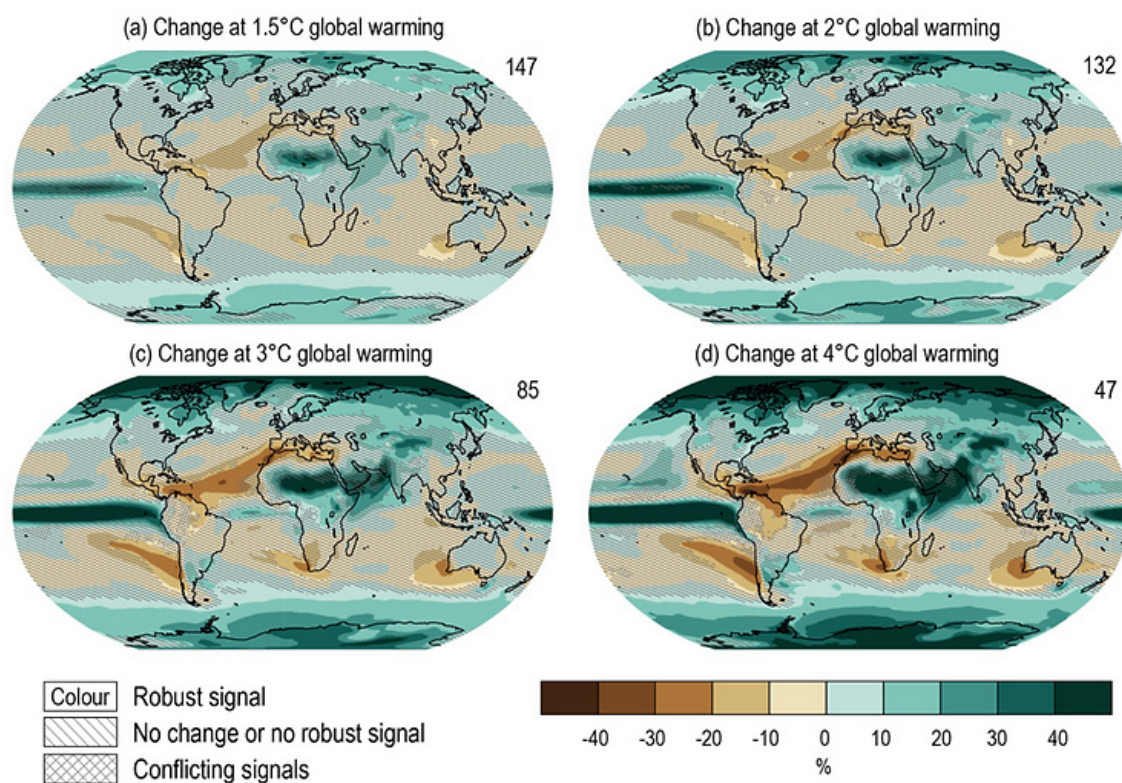 (a) Change at 1.5°C global warming
147
(b) Change at 2°C global warming
132
(c) Change at 3°C global warming
85
(d) Change at 4°C global warming
47
Colour Robust signal
No change or no robust signal
Conflicting signals
-40 -30 -20 -10 0 10 20 30 40
%